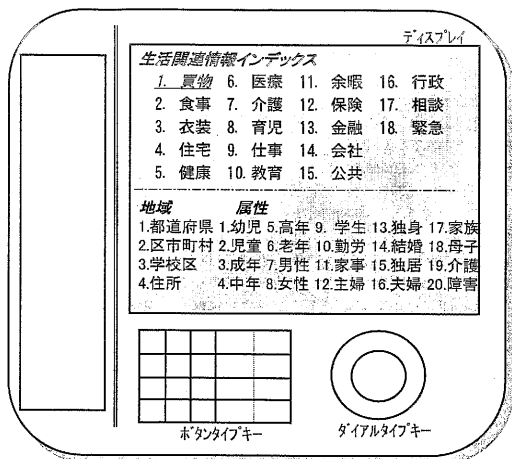 ディスプレイ
生活関連情報インデックス
1. 買物 6. 医療 11. 余暇 16. 行政
2. 食事 7. 介護 12. 保険 17. 相談
3. 衣装 8. 育児 13. 金融 18. 緊急
4. 住宅 9. 仕事 14. 会社
5. 健康 10. 教育 15. 公共
地域 属性
1.都道府県 1.幼児 5.高年 9. 学生 13.独身 17.家族
2.区市町村 2.児童 6.老年 10.勤労 14.結婚 18.母子
3.学校区 3.成年 7.男性 11.家事 15.独居 19.介護
4.住所 4.中年 8.女性 12.主婦 16.夫婦 20.障害
ボタンタイプキー
ダイアルタイプキー